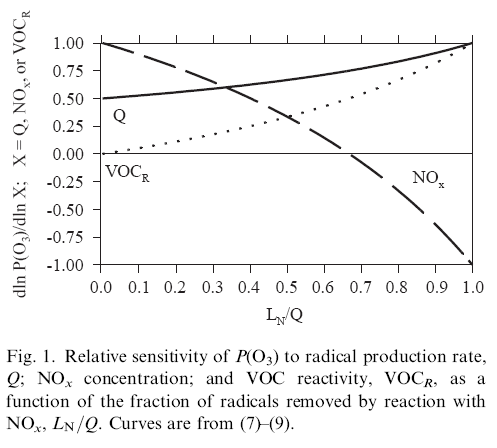 dln P(O3)/dln X; X = Q, NOx, or VOCR
1.00
0.75
0.50
0.25
0.00
-0.25
-0.50
-0.75
-1.00
Q
VOCR
NOx
0.0 0.1 0.2 0.3 0.4 0.5 0.6 0.7 0.8 0.9 1.0
LN/Q
Fig. 1. Relative sensitivity of P(O3) to radical production rate,
Q; NOx concentration; and VOC reactivity, VOCR, as a
function of the fraction of radicals removed by reaction with
NOx, LN/Q. Curves are from (7)–(9).